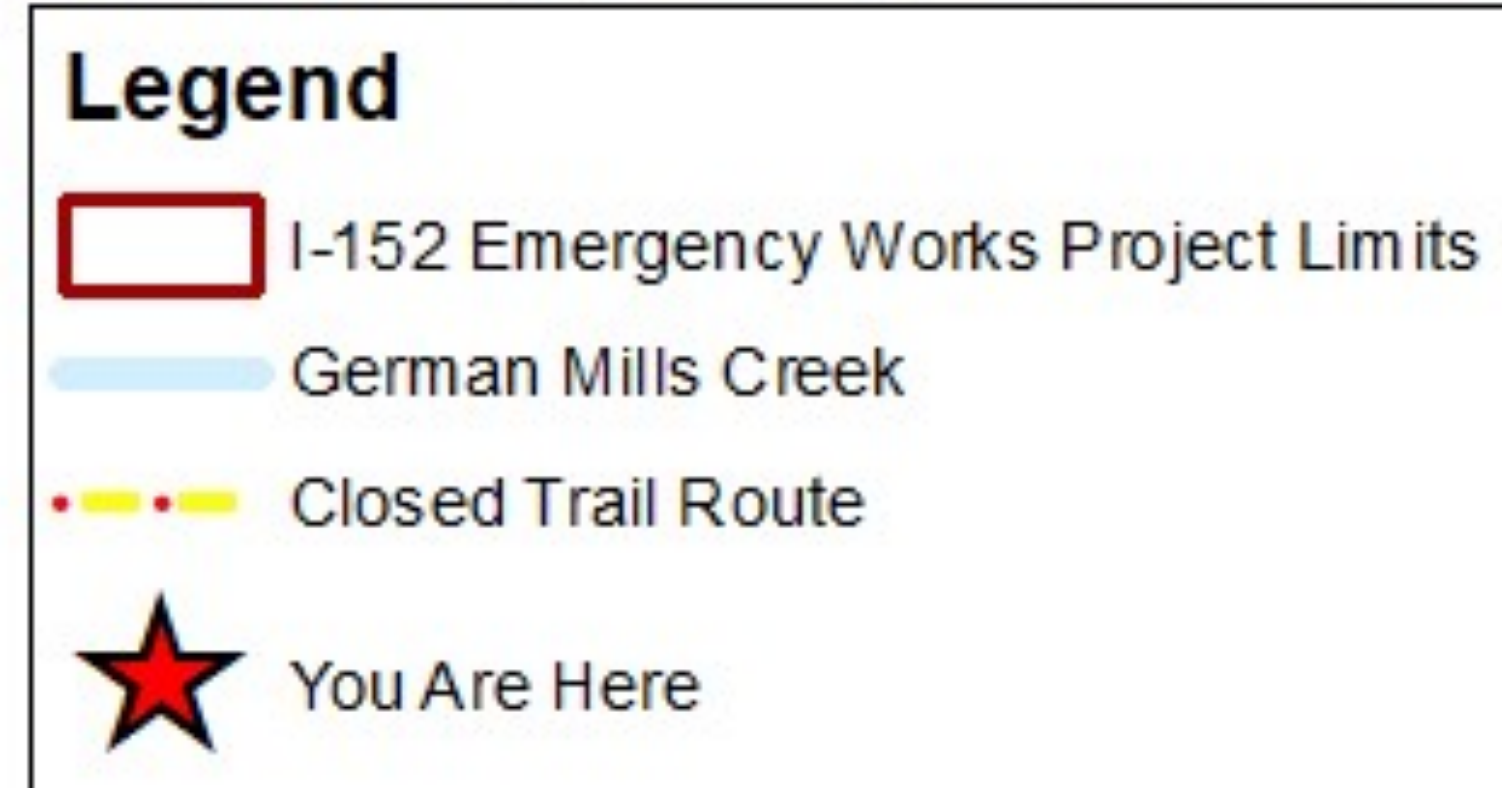 Legend
I-152 Emergency Works Project Limits
German Mills Creek
Closed Trail Route
You Are Here